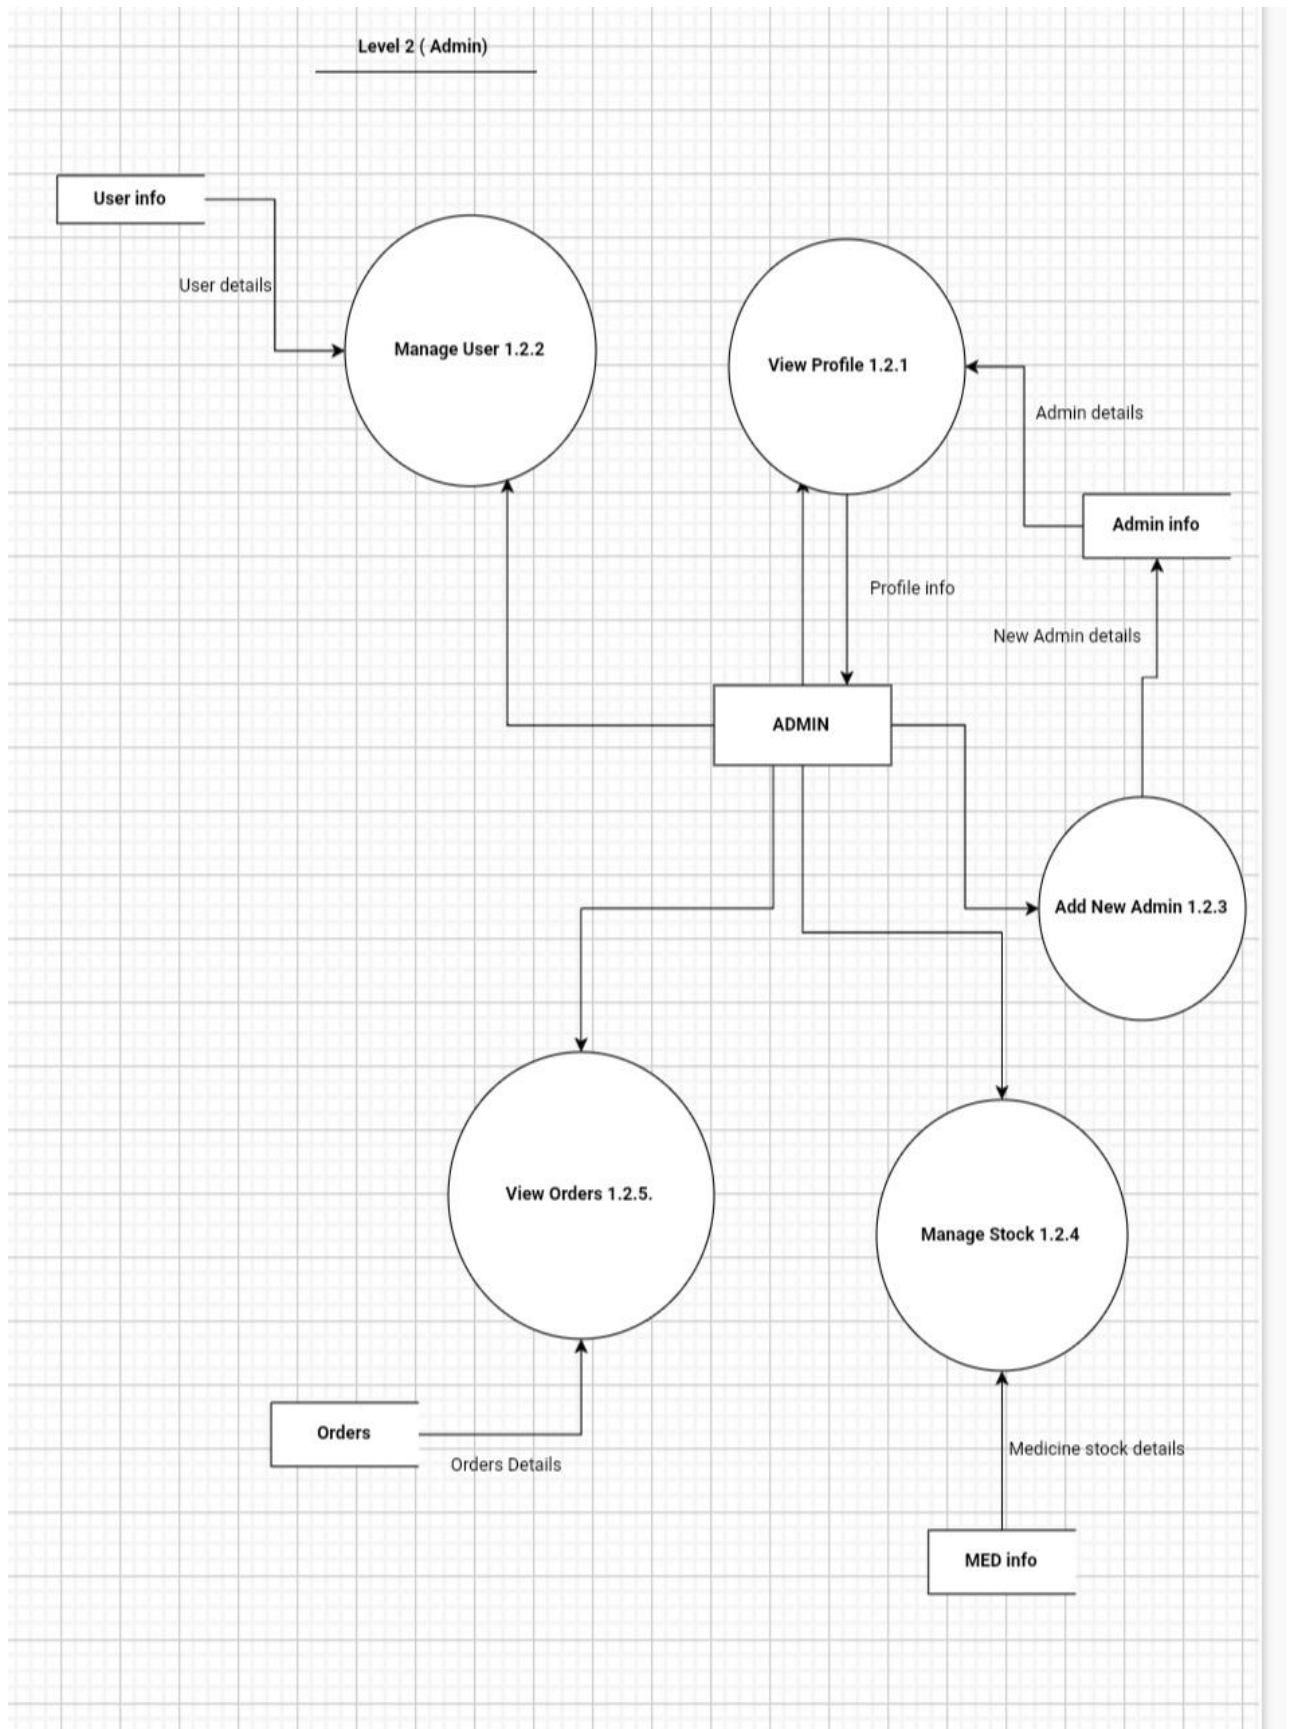 Level 2 ( Admin)
User info
User details
Manage User 1.2.2
View Profile 1.2.1
Admin details
Admin info
Profile info
New Admin details
ADMIN
Add New Admin 1.2.3
View Orders 1.2.5.
Manage Stock 1.2.4
Orders
Orders Details
Medicine stock details
MED info